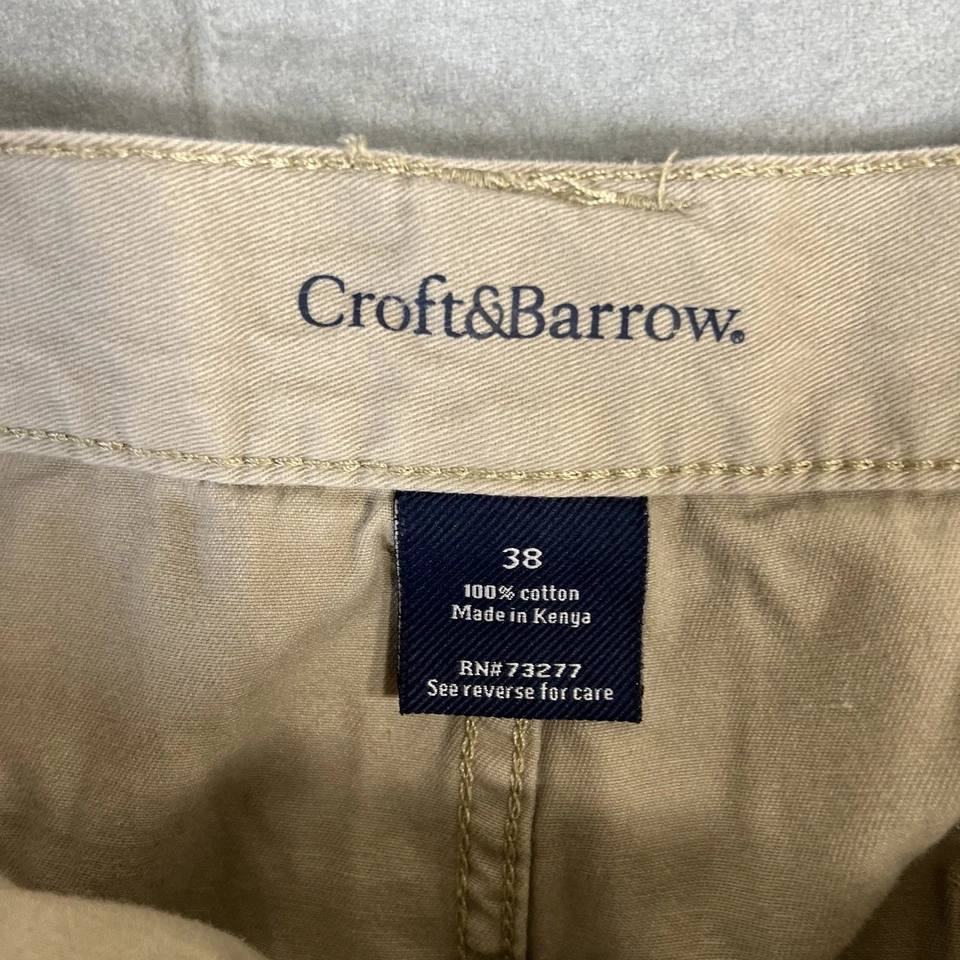 Croft&Barrow®
38
100% cotton
Made in Kenya
RN#73277
See reverse for care